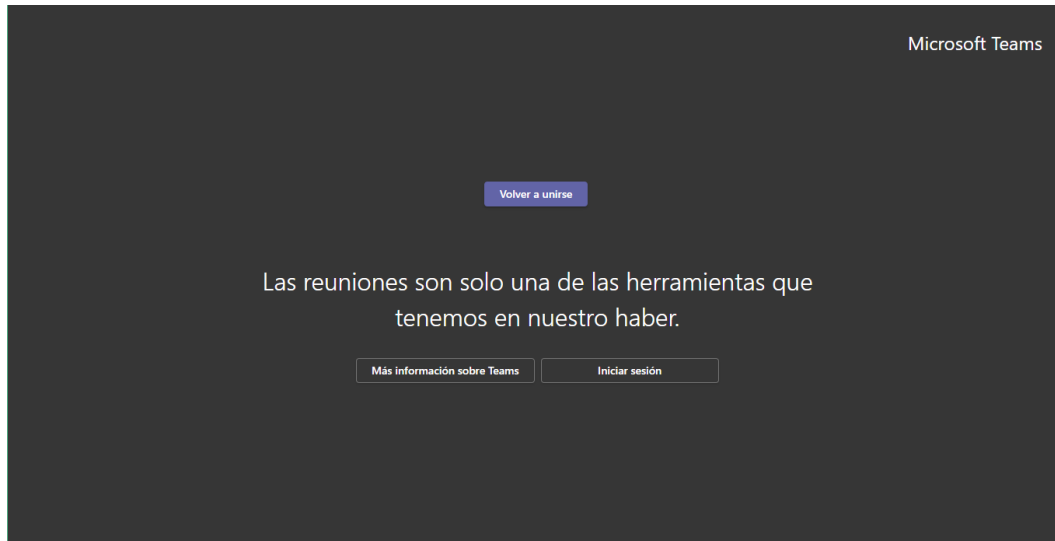 Microsoft Teams
Volver a unirse
Las reuniones son solo una de las herramientas que
tenemos en nuestro haber.
Más información sobre Teams
Iniciar sesión